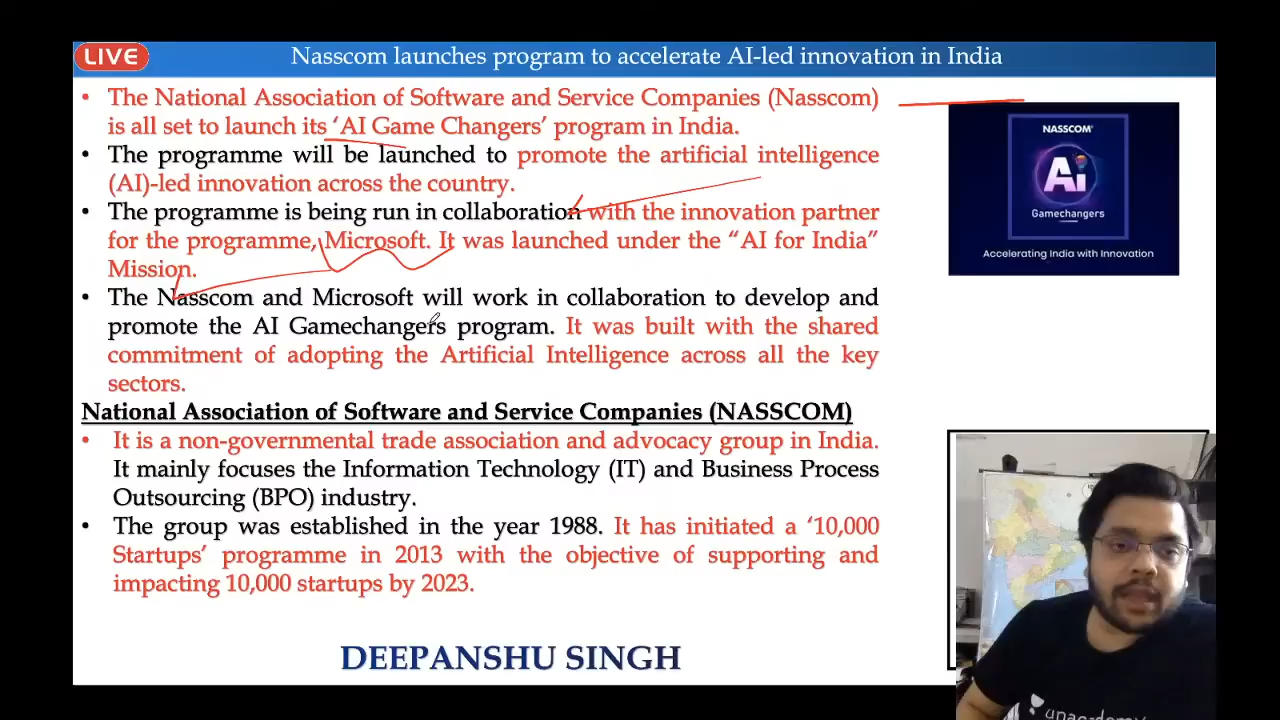 LIVE
Nasscom launches program to accelerate AI-led innovation in India
• The National Association of Software and Service Companies (Nasscom)
is all set to launch its ‘AI Game Changers’ program in India.
• The programme will be launched to promote the artificial intelligence
(AI)-led innovation across the country.
• The programme is being run in collaboration with the innovation partner
for the programme, Microsoft. It was launched under the “AI for India”
Mission.
• The Nasscom and Microsoft will work in collaboration to develop and
promote the AI Gamechangers program. It was built with the shared
commitment of adopting the Artificial Intelligence across all the key
sectors.
National Association of Software and Service Companies (NASSCOM)
• It is a non-governmental trade association and advocacy group in India.
It mainly focuses the Information Technology (IT) and Business Process
Outsourcing (BPO) industry.
• The group was established in the year 1988. It has initiated a ‘10,000
Startups’ programme in 2013 with the objective of supporting and
impacting 10,000 startups by 2023.
DEEPANSHU SINGH
NASSCOM
Ai
Gamechangers
Accelerating India with Innovation
unacademy